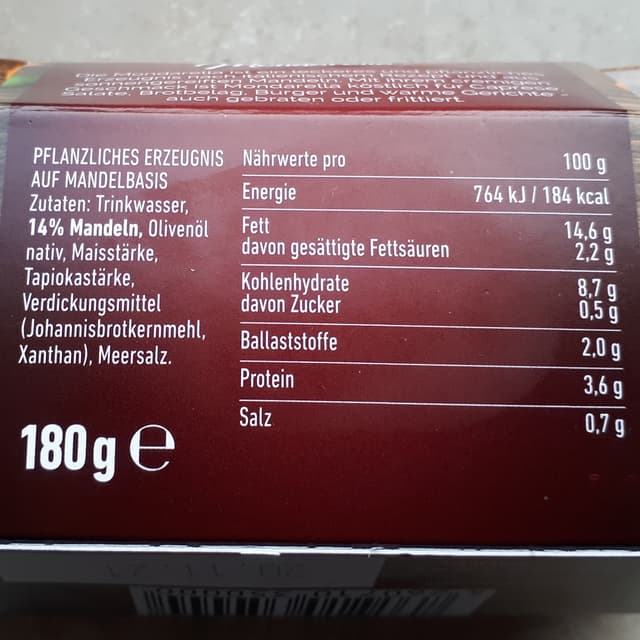 auch gebraten oder frittiert.
PFLANZLICHES ERZEUGNIS
AUF MANDELBASIS
Zutaten: Trinkwasser,
14% Mandeln, Olivenöl
nativ, Maisstärke,
Tapiokastärke,
Verdickungsmittel
(Johannisbrotkernmehl,
Xanthan), Meersalz.
180 g e
Nährwerte pro 100 g
Energie 764 kJ / 184 kcal
Fett 14,6 g
davon gesättigte Fettsäuren 2,2 g
Kohlenhydrate 8,7 g
davon Zucker 0,5 g
Ballaststoffe 2,0 g
Protein 3,6 g
Salz 0,7 g